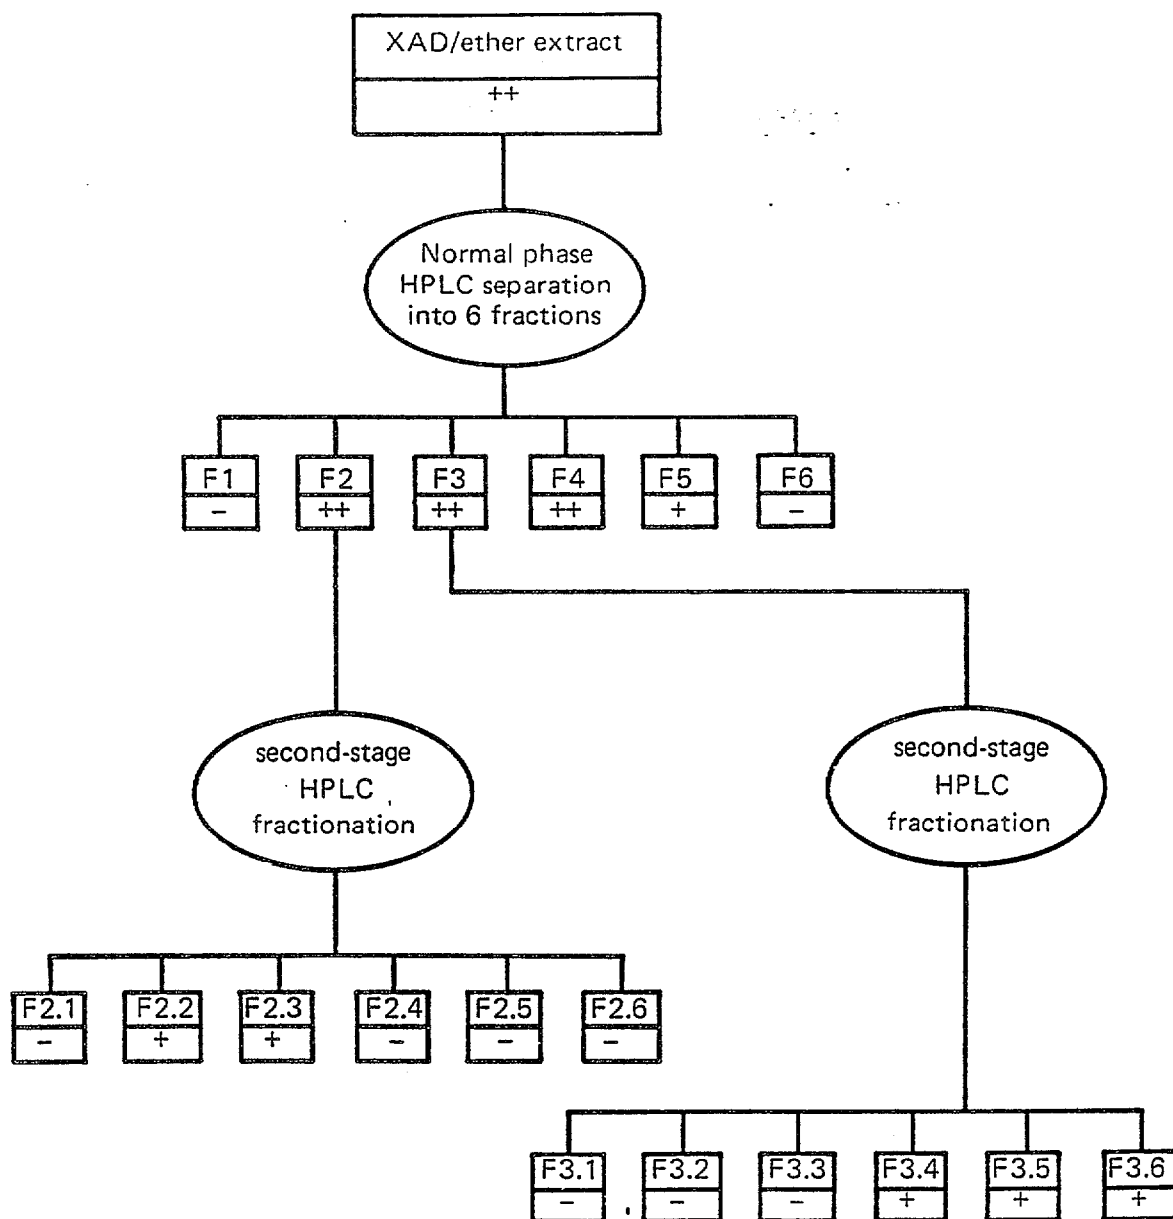 XAD/ether extract
++
Normal phase
HPLC separation
into 6 fractions
F1 F2 F3 F4 F5 F6
- ++ ++ ++ + -
second-stage
HPLC
fractionation
second-stage
HPLC
fractionation
F2.1 F2.2 F2.3 F2.4 F2.5 F2.6
- + + - - -
F3.1 F3.2 F3.3 F3.4 F3.5 F3.6
- - - + + +